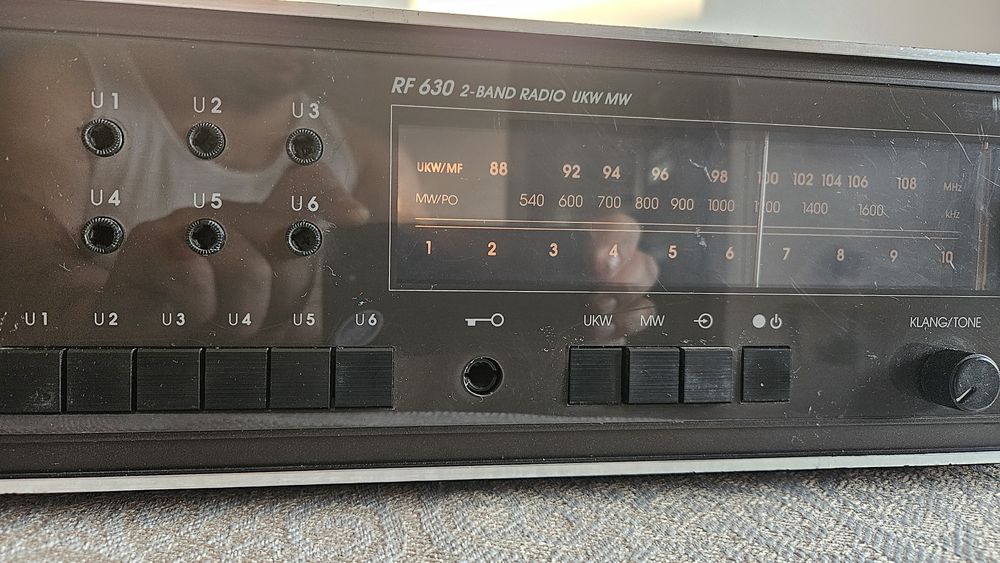 RF 630 2-BAND RADIO UKW MW
U1 U2 U3
U4 U5 U6
UKW/MF 88 92 94 96 98 100 102 104 106 108 MHz
MW/PO 540 600 700 800 900 1000 1200 1400 1600 kHz
1 2 3 4 5 6 7 8 9 10
U1 U2 U3 U4 U5 U6 UKW MW KLANG/TONE